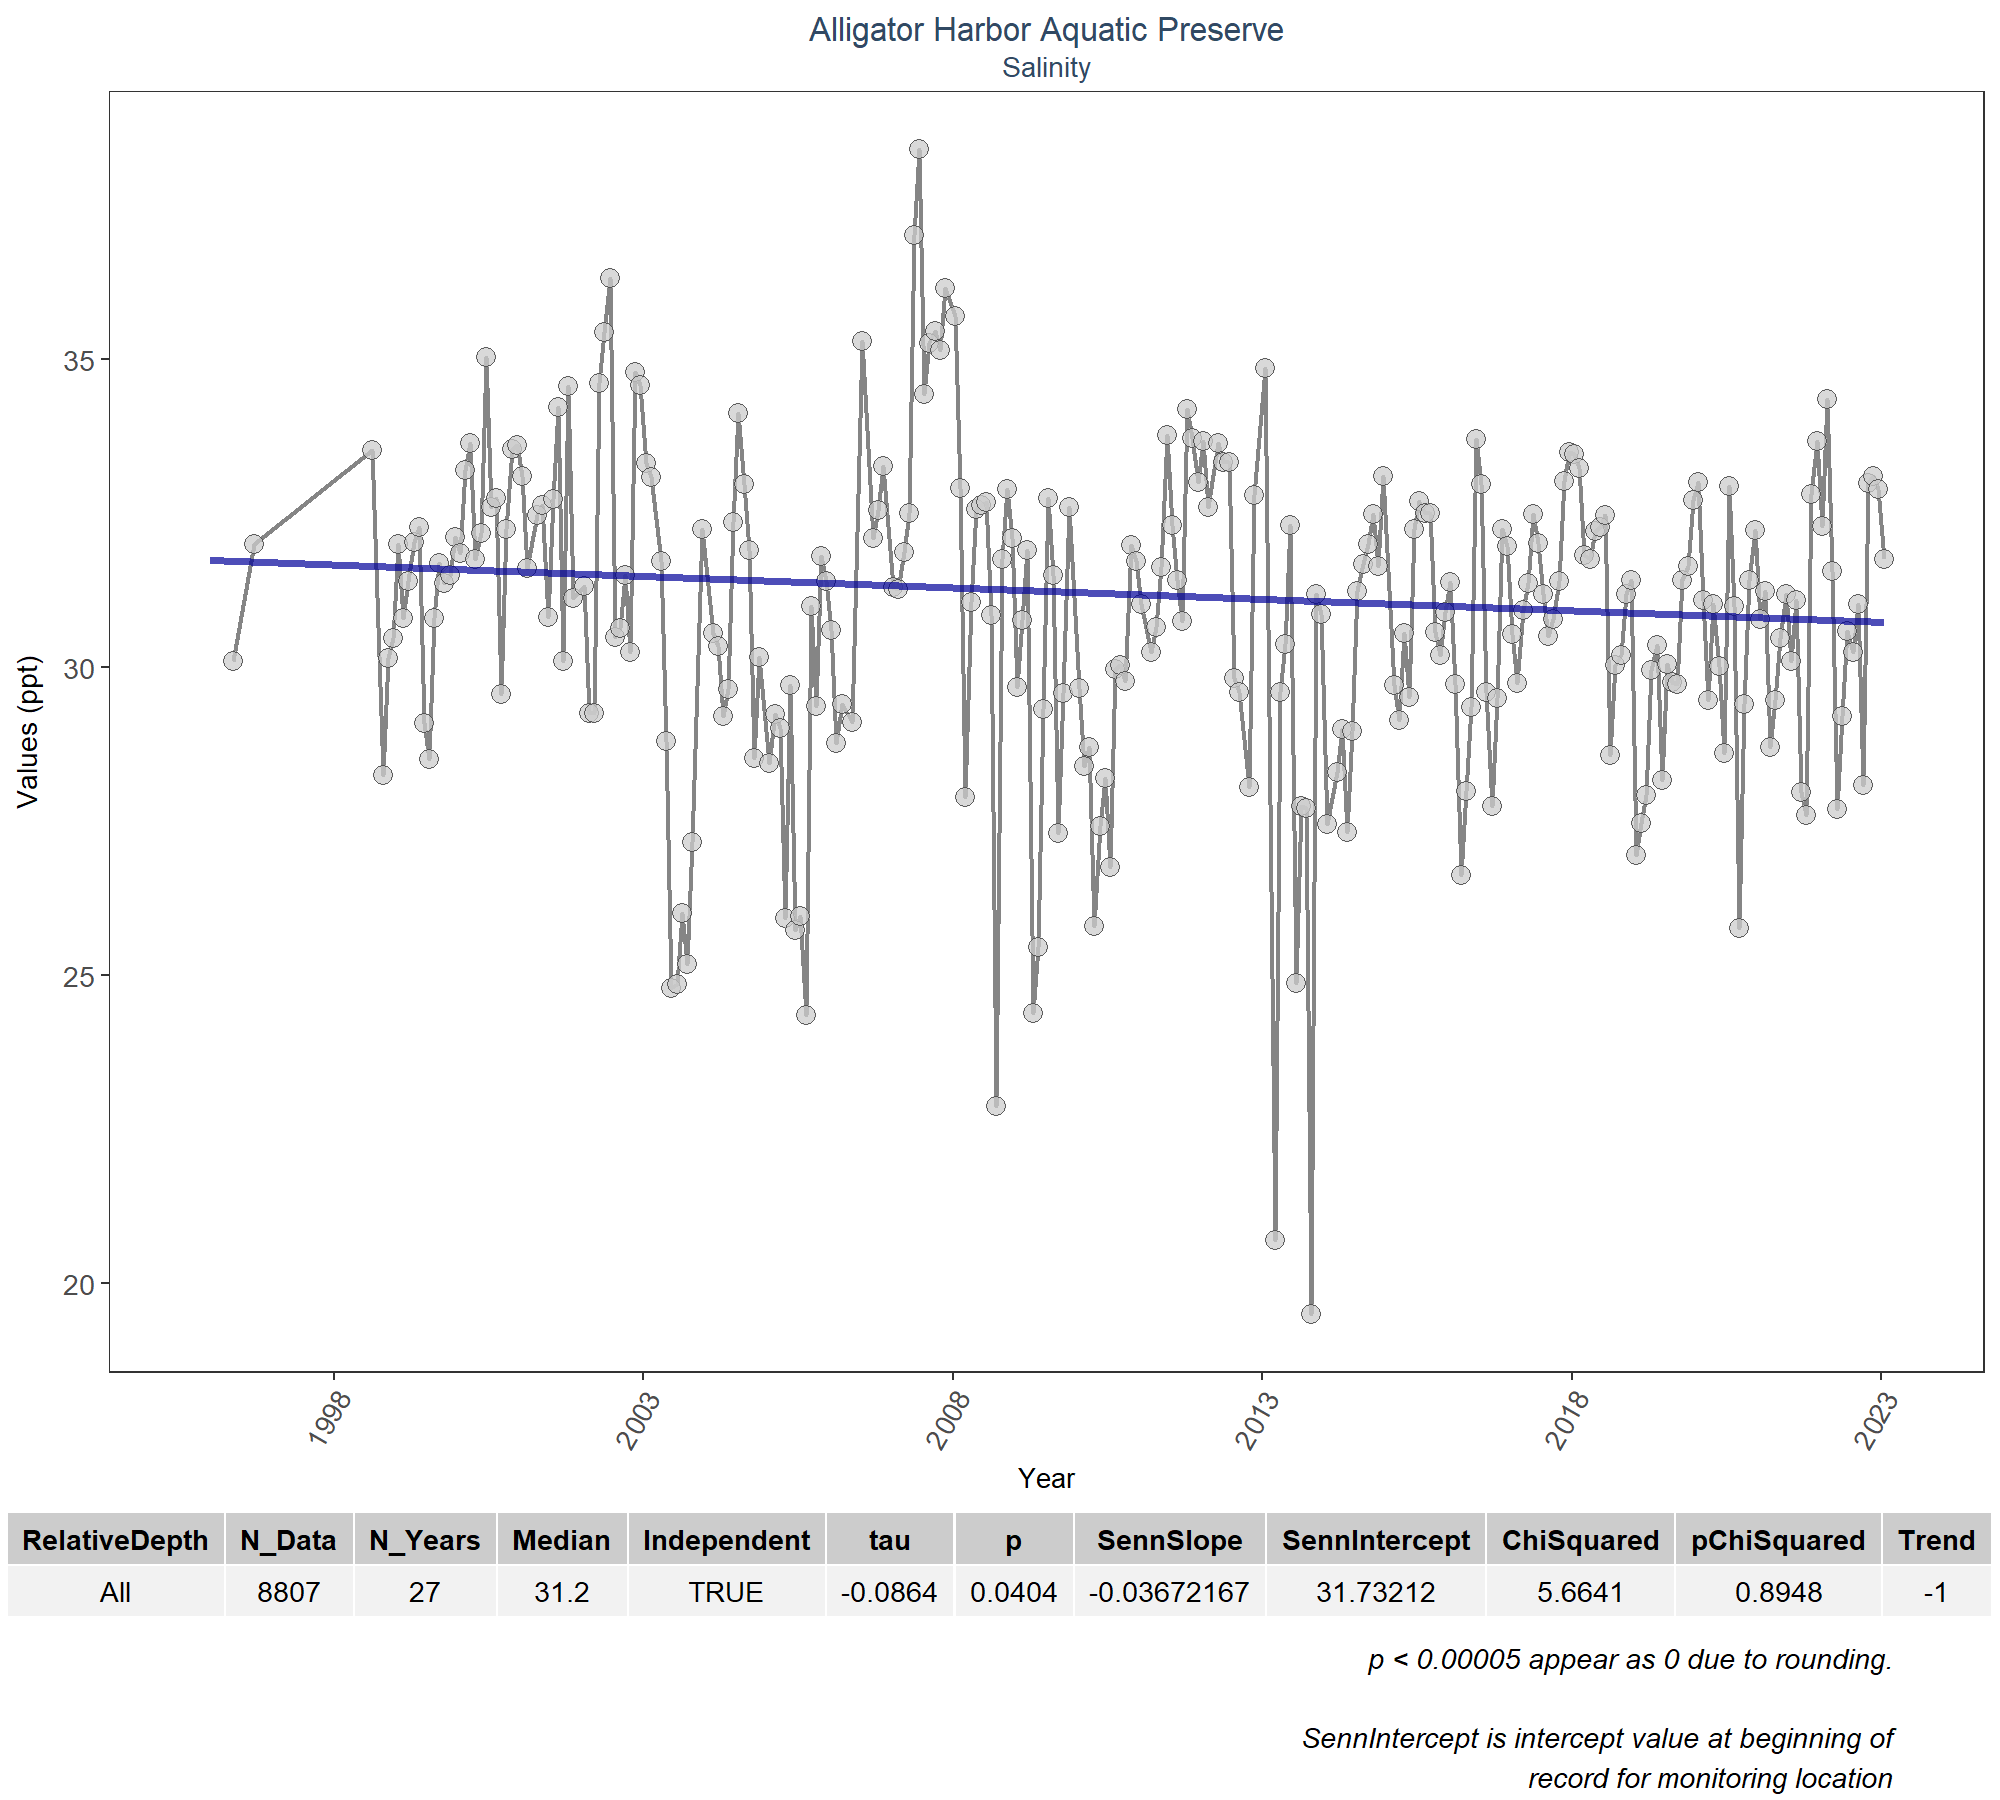 Alligator Harbor Aquatic Preserve
Salinity
Values (ppt)
35
30
25
20
1998 2003 2008 2013 2018 2023
Year
RelativeDepth N_Data N_Years Median Independent tau p SennSlope SennIntercept ChiSquared pChiSquared Trend
All 8807 27 31.2 TRUE -0.0864 0.0404 -0.03672167 31.73212 5.6641 0.8948 -1
p < 0.00005 appear as 0 due to rounding.
SennIntercept is intercept value at beginning of
record for monitoring location